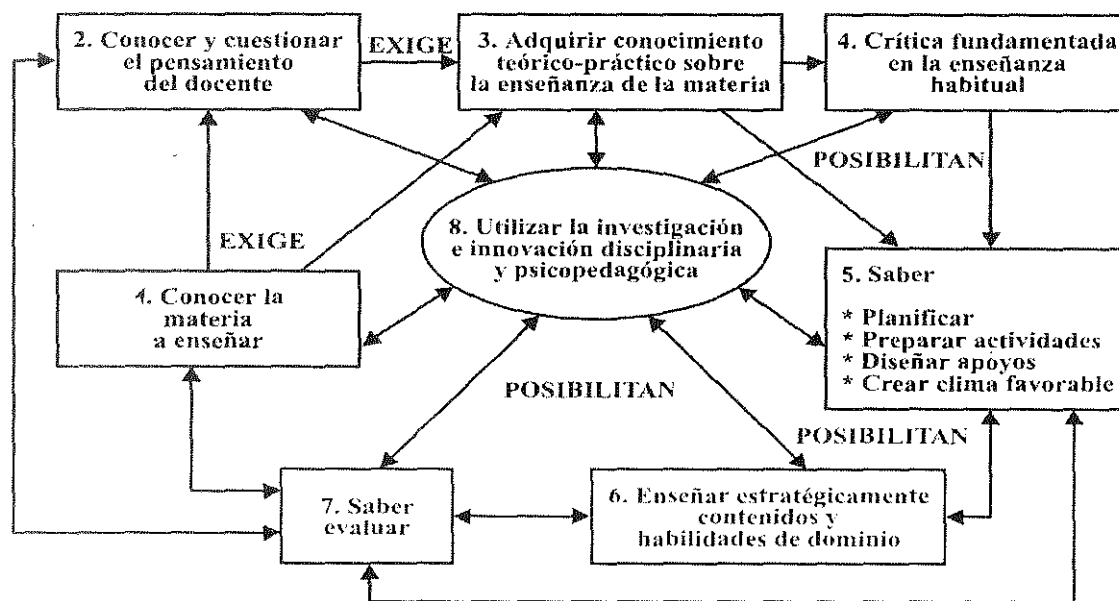 2. Conocer y cuestionar
el pensamiento
del docente
EXIGE
3. Adquirir conocimiento
teórico-práctico sobre
la enseñanza de la materia
4. Crítica fundamentada
en la enseñanza
habitual
POSIBILITAN
8. Utilizar la investigación
e innovación disciplinaria
y psicopedagógica
EXIGE
1. Conocer la
materia
a enseñar
5. Saber
* Planificar
* Preparar actividades
* Diseñar apoyos
* Crear clima favorable
POSIBILITAN
POSIBILITAN
7. Saber
evaluar
6. Enseñar estratégicamente
contenidos y
habilidades de dominio